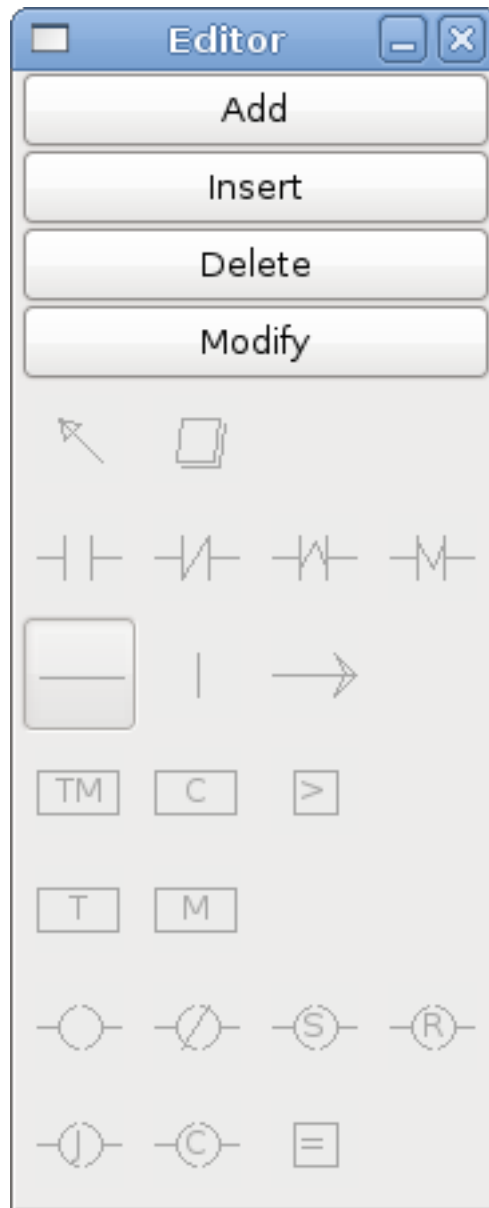 Editor
Add
Insert
Delete
Modify
TM C >
T M
S R
J C =